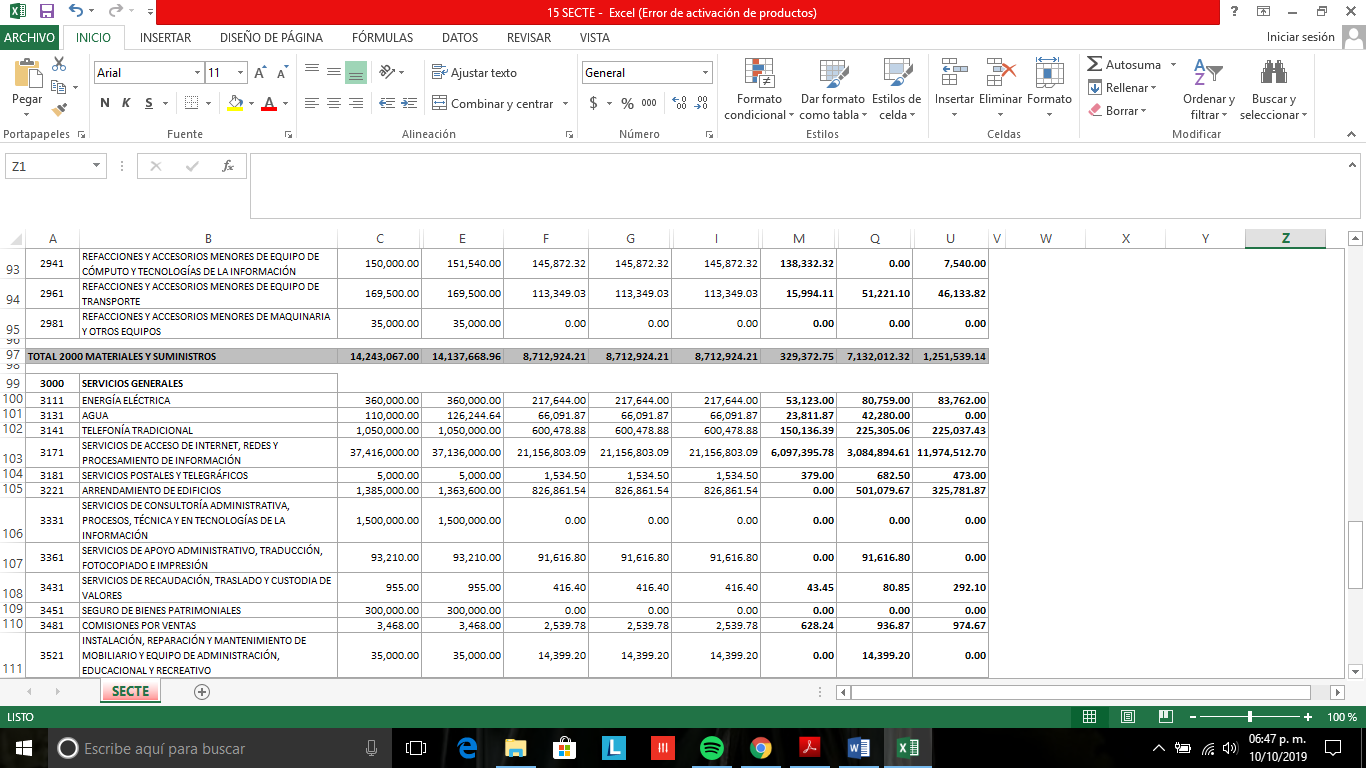 15 SECTE - Excel (Error de activación de productos)
ARCHIVO INICIO INSERTAR DISEÑO DE PÁGINA FÓRMULAS DATOS REVISAR VISTA Iniciar sesión
Pegar
Arial 11
N K S
Ajustar texto
Combinar y centrar
General
$ % 000
Formato condicional
Dar formato como tabla
Estilos de celda
Insertar Eliminar Formato
Autosuma
Rellenar
Borrar
Ordenar y filtrar
Buscar y seleccionar
Portapapeles Fuente Alineación Número Estilos Celdas Modificar
Z1 fx
A B C E F G I M Q U V W X Y Z
93 2941 REFACCIONES Y ACCESORIOS MENORES DE EQUIPO DE
CÓMPUTO Y TECNOLOGÍAS DE LA INFORMACIÓN 150,000.00 151,540.00 145,872.32 145,872.32 145,872.32 138,332.32 0.00 7,540.00
94 2961 REFACCIONES Y ACCESORIOS MENORES DE EQUIPO DE
TRANSPORTE 169,500.00 169,500.00 113,349.03 113,349.03 113,349.03 15,994.11 51,221.10 46,133.82
95 2981 REFACCIONES Y ACCESORIOS MENORES DE MAQUINARIA
Y OTROS EQUIPOS 35,000.00 35,000.00 0.00 0.00 0.00 0.00 0.00 0.00
96
97 TOTAL 2000 MATERIALES Y SUMINISTROS 14,243,067.00 14,137,668.96 8,712,924.21 8,712,924.21 8,712,924.21 329,372.75 7,132,012.32 1,251,539.14
98
99 3000 SERVICIOS GENERALES
100 3111 ENERGÍA ELÉCTRICA 360,000.00 360,000.00 217,644.00 217,644.00 217,644.00 53,123.00 80,759.00 83,762.00
101 3131 AGUA 110,000.00 126,244.64 66,091.87 66,091.87 66,091.87 23,811.87 42,280.00 0.00
102 3141 TELEFONÍA TRADICIONAL 1,050,000.00 1,050,000.00 600,478.88 600,478.88 600,478.88 150,136.39 225,305.06 225,037.43
103 3171 SERVICIOS DE ACCESO DE INTERNET, REDES Y
PROCESAMIENTO DE INFORMACIÓN 37,416,000.00 37,136,000.00 21,156,803.09 21,156,803.09 21,156,803.09 6,097,395.78 3,084,894.61 11,974,512.70
104 3181 SERVICIOS POSTALES Y TELEGRÁFICOS 5,000.00 5,000.00 1,534.50 1,534.50 1,534.50 379.00 682.50 473.00
105 3221 ARRENDAMIENTO DE EDIFICIOS 1,385,000.00 1,363,600.00 826,861.54 826,861.54 826,861.54 0.00 501,079.67 325,781.87
106 3331 SERVICIOS DE CONSULTORÍA ADMINISTRATIVA,
PROCESOS, TÉCNICA Y EN TECNOLOGÍAS DE LA
INFORMACIÓN 1,500,000.00 1,500,000.00 0.00 0.00 0.00 0.00 0.00 0.00
107 3361 SERVICIOS DE APOYO ADMINISTRATIVO, TRADUCCIÓN,
FOTOCOPIADO E IMPRESIÓN 93,210.00 93,210.00 91,616.80 91,616.80 91,616.80 0.00 91,616.80 0.00
108 3431 SERVICIOS DE RECAUDACIÓN, TRASLADO Y CUSTODIA DE
VALORES 955.00 955.00 416.40 416.40 416.40 43.45 80.85 292.10
109 3451 SEGURO DE BIENES PATRIMONIALES 300,000.00 300,000.00 0.00 0.00 0.00 0.00 0.00 0.00
110 3481 COMISIONES POR VENTAS 3,468.00 3,468.00 2,539.78 2,539.78 2,539.78 628.24 936.87 974.67
111 3521 INSTALACIÓN, REPARACIÓN Y MANTENIMIENTO DE
MOBILIARIO Y EQUIPO DE ADMINISTRACIÓN,
EDUCACIONAL Y RECREATIVO 35,000.00 35,000.00 14,399.20 14,399.20 14,399.20 0.00 14,399.20 0.00
SECTE
LISTO 100 %
Escribe aquí para buscar
06:47 p. m.
10/10/2019